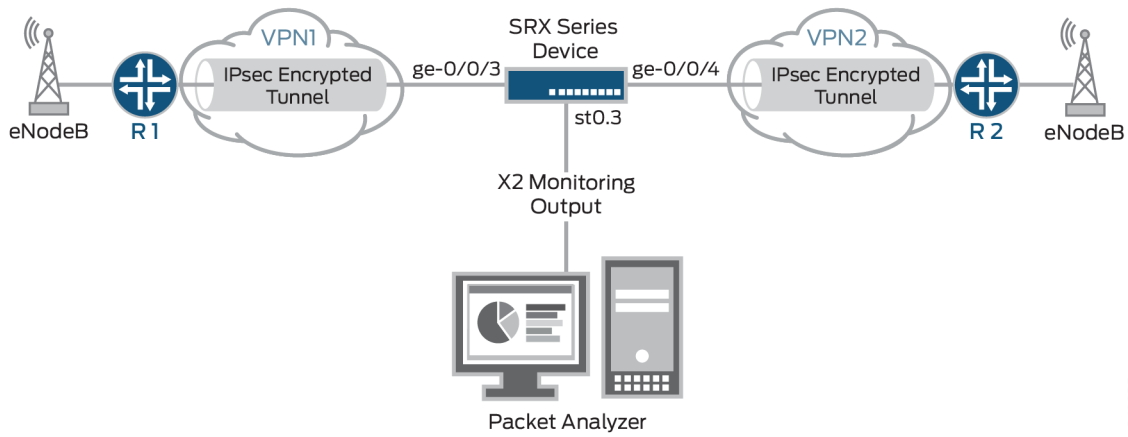 SRX Series
Device
VPN1
VPN2
IPsec Encrypted
Tunnel
ge-0/0/3
ge-0/0/4
IPsec Encrypted
Tunnel
st0.3
eNodeB
R 1
R 2
eNodeB
X2 Monitoring
Output
Packet Analyzer